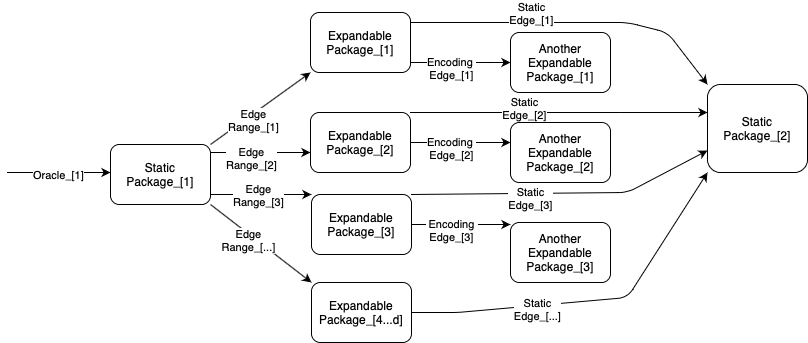 Static
Edge_[1]
Expandable
Package_[1]
Encoding
Edge_[1]
Another
Expandable
Package_[1]
Edge
Range_[1]
Static
Edge_[2]
Expandable
Package_[2]
Encoding
Edge_[2]
Another
Expandable
Package_[2]
Static
Package_[2]
Edge
Range_[2]
Oracle_[1]
Static
Package_[1]
Edge
Range_[3]
Static
Edge_[3]
Expandable
Package_[3]
Encoding
Edge_[3]
Another
Expandable
Package_[3]
Edge
Range_[...]
Expandable
Package_[4...d]
Static
Edge_[...]